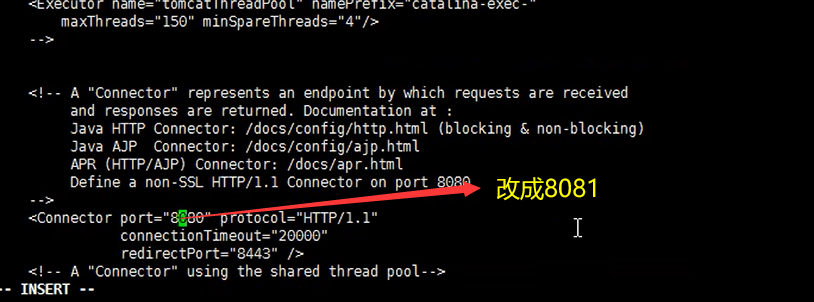 <Executor name="tomcatThreadPool" namePrefix="catalina-exec-"
maxThreads="150" minSpareThreads="4"/>
-->
<!-- A "Connector" represents an endpoint by which requests are received
and responses are returned. Documentation at :
Java HTTP Connector: /docs/config/http.html (blocking & non-blocking)
Java AJP  Connector: /docs/config/ajp.html
APR (HTTP/AJP) Connector: /docs/apr.html
Define a non-SSL HTTP/1.1 Connector on port 8080
改成8081
-->
<Connector port="8080" protocol="HTTP/1.1"
connectionTimeout="20000"
redirectPort="8443" />
<!-- A "Connector" using the shared thread pool-->
-- INSERT --